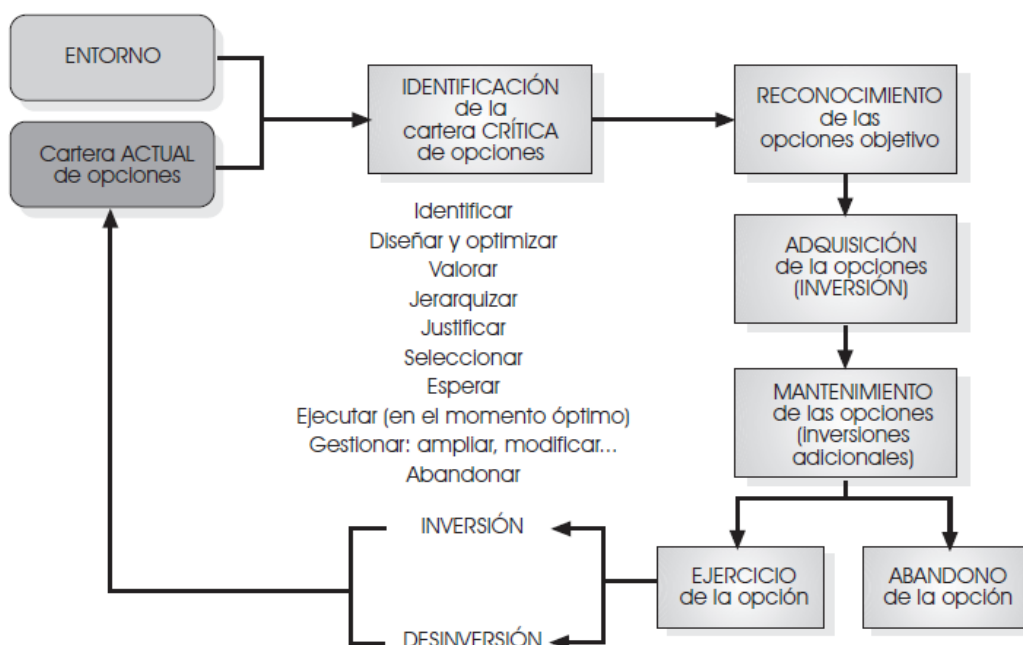 ENTORNO
Cartera ACTUAL
de opciones
IDENTIFICACIÓN
de la
cartera CRÍTICA
de opciones
RECONOCIMIENTO
de las
opciones objetivo
Identificar
Diseñar y optimizar
Valorar
Jerarquizar
Justificar
Seleccionar
Esperar
Ejecutar (en el momento óptimo)
Gestionar: ampliar, modificar...
Abandonar
ADQUISICIÓN
de la opciones
(INVERSIÓN)
MANTENIMIENTO
de las opciones
(inversiones
adicionales)
INVERSIÓN
DESINVERSIÓN
EJERCICIO
de la opción
ABANDONO
de la opción